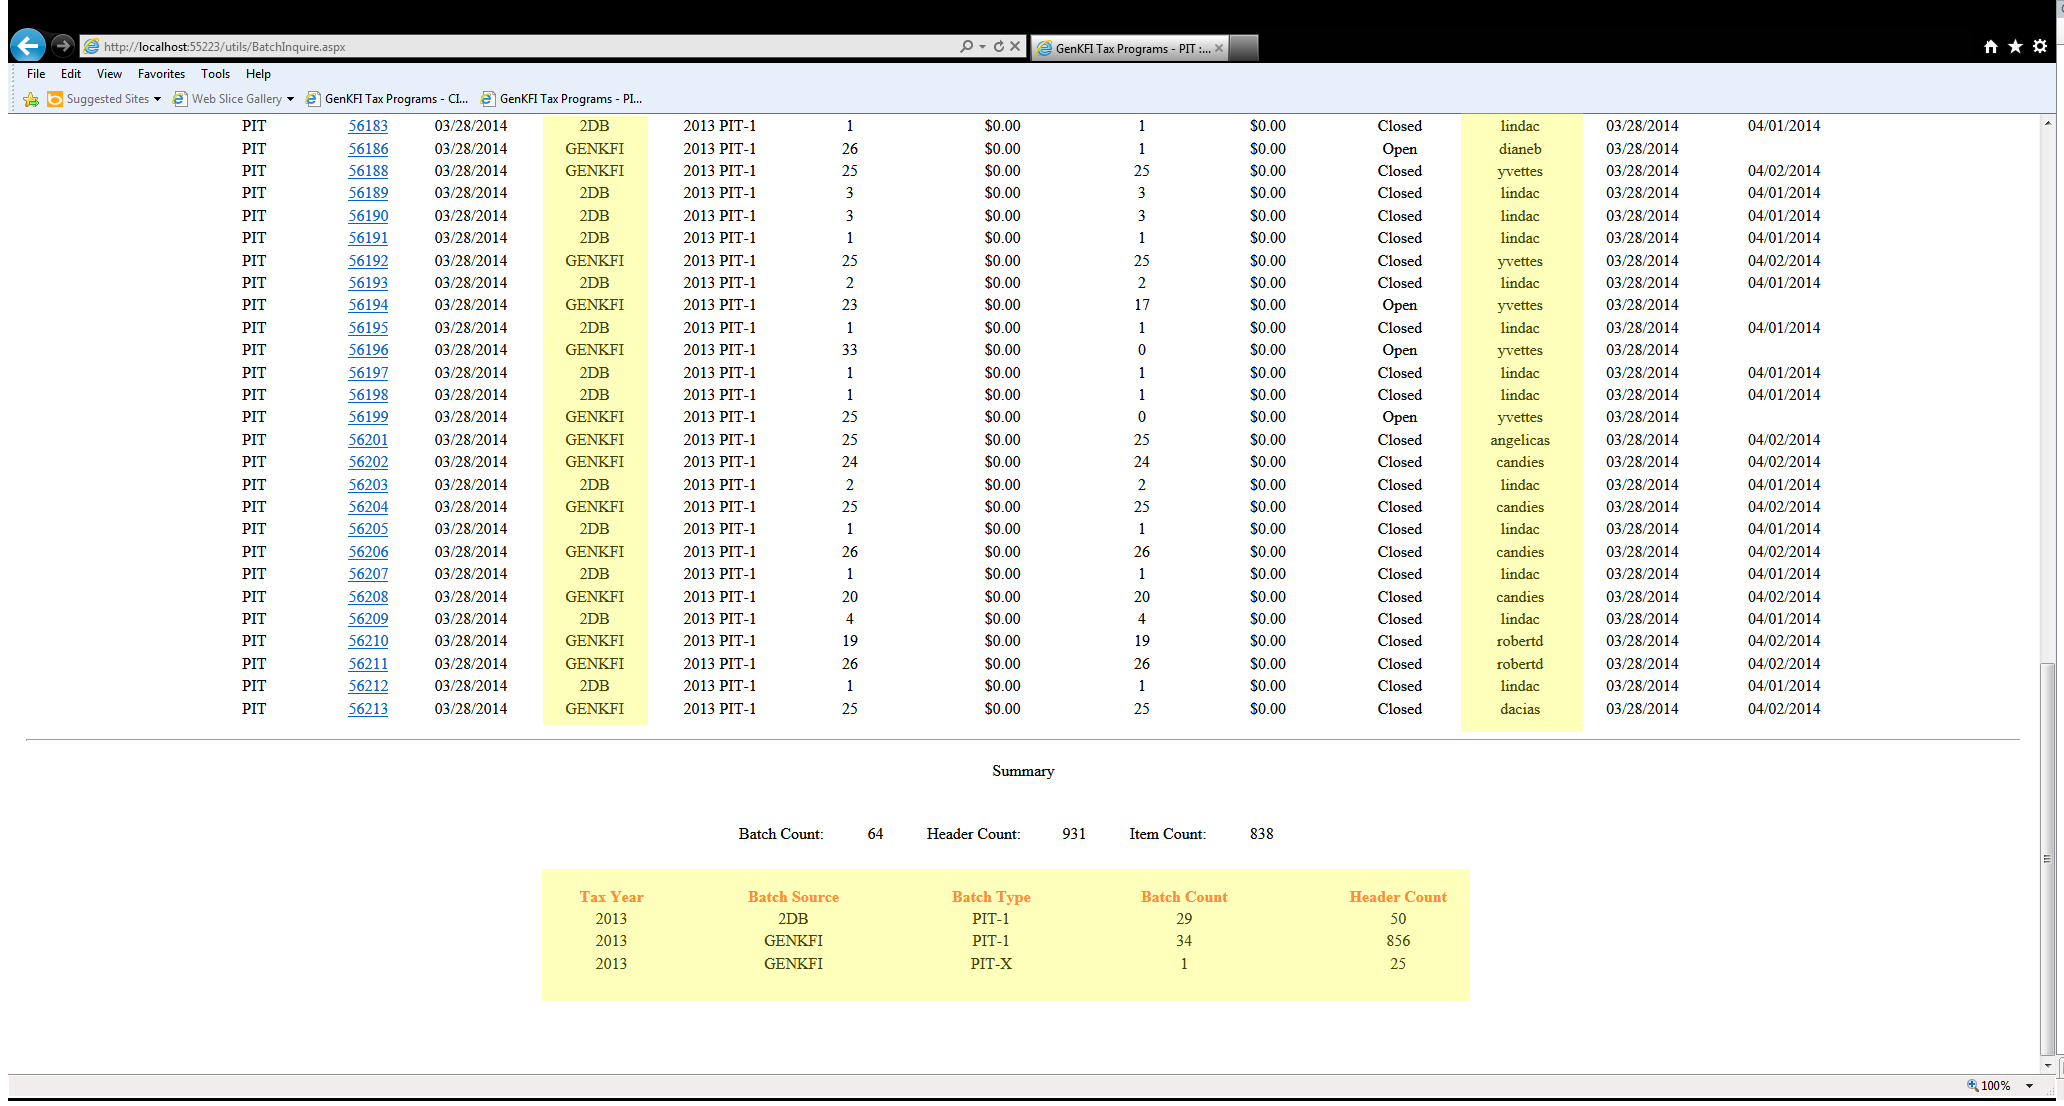 http://localhost:55223/utils/BatchInquire.aspx
GenKFI Tax Programs - PIT :...
File Edit View Favorites Tools Help
Suggested Sites Web Slice Gallery GenKFI Tax Programs - CI... GenKFI Tax Programs - PI...
PIT 56183 03/28/2014 2DB 2013 PIT-1 1 $0.00 1 $0.00 Closed lindac 03/28/2014 04/01/2014
PIT 56186 03/28/2014 GENKFI 2013 PIT-1 26 $0.00 1 $0.00 Open dianeb 03/28/2014
PIT 56188 03/28/2014 GENKFI 2013 PIT-1 25 $0.00 25 $0.00 Closed yvettes 03/28/2014 04/02/2014
PIT 56189 03/28/2014 2DB 2013 PIT-1 3 $0.00 3 $0.00 Closed lindac 03/28/2014 04/01/2014
PIT 56190 03/28/2014 2DB 2013 PIT-1 3 $0.00 3 $0.00 Closed lindac 03/28/2014 04/01/2014
PIT 56191 03/28/2014 2DB 2013 PIT-1 1 $0.00 1 $0.00 Closed lindac 03/28/2014 04/01/2014
PIT 56192 03/28/2014 GENKFI 2013 PIT-1 25 $0.00 25 $0.00 Closed yvettes 03/28/2014 04/02/2014
PIT 56193 03/28/2014 2DB 2013 PIT-1 2 $0.00 2 $0.00 Closed lindac 03/28/2014 04/01/2014
PIT 56194 03/28/2014 GENKFI 2013 PIT-1 23 $0.00 17 $0.00 Open yvettes 03/28/2014
PIT 56195 03/28/2014 2DB 2013 PIT-1 1 $0.00 1 $0.00 Closed lindac 03/28/2014 04/01/2014
PIT 56196 03/28/2014 GENKFI 2013 PIT-1 33 $0.00 0 $0.00 Open yvettes 03/28/2014
PIT 56197 03/28/2014 2DB 2013 PIT-1 1 $0.00 1 $0.00 Closed lindac 03/28/2014 04/01/2014
PIT 56198 03/28/2014 2DB 2013 PIT-1 1 $0.00 1 $0.00 Closed lindac 03/28/2014 04/01/2014
PIT 56199 03/28/2014 GENKFI 2013 PIT-1 25 $0.00 0 $0.00 Open yvettes 03/28/2014
PIT 56201 03/28/2014 GENKFI 2013 PIT-1 25 $0.00 25 $0.00 Closed angelicas 03/28/2014 04/02/2014
PIT 56202 03/28/2014 GENKFI 2013 PIT-1 24 $0.00 24 $0.00 Closed candies 03/28/2014 04/02/2014
PIT 56203 03/28/2014 2DB 2013 PIT-1 2 $0.00 2 $0.00 Closed lindac 03/28/2014 04/01/2014
PIT 56204 03/28/2014 GENKFI 2013 PIT-1 25 $0.00 25 $0.00 Closed candies 03/28/2014 04/02/2014
PIT 56205 03/28/2014 2DB 2013 PIT-1 1 $0.00 1 $0.00 Closed lindac 03/28/2014 04/01/2014
PIT 56206 03/28/2014 GENKFI 2013 PIT-1 26 $0.00 26 $0.00 Closed candies 03/28/2014 04/02/2014
PIT 56207 03/28/2014 2DB 2013 PIT-1 1 $0.00 1 $0.00 Closed lindac 03/28/2014 04/01/2014
PIT 56208 03/28/2014 GENKFI 2013 PIT-1 20 $0.00 20 $0.00 Closed candies 03/28/2014 04/02/2014
PIT 56209 03/28/2014 2DB 2013 PIT-1 4 $0.00 4 $0.00 Closed lindac 03/28/2014 04/01/2014
PIT 56210 03/28/2014 GENKFI 2013 PIT-1 19 $0.00 19 $0.00 Closed robertd 03/28/2014 04/02/2014
PIT 56211 03/28/2014 GENKFI 2013 PIT-1 26 $0.00 26 $0.00 Closed robertd 03/28/2014 04/02/2014
PIT 56212 03/28/2014 2DB 2013 PIT-1 1 $0.00 1 $0.00 Closed lindac 03/28/2014 04/01/2014
PIT 56213 03/28/2014 GENKFI 2013 PIT-1 25 $0.00 25 $0.00 Closed dacias 03/28/2014 04/02/2014
Summary
Batch Count: 64 Header Count: 931 Item Count: 838
Tax Year Batch Source Batch Type Batch Count Header Count
2013 2DB PIT-1 29 50
2013 GENKFI PIT-1 34 856
2013 GENKFI PIT-X 1 25
100%